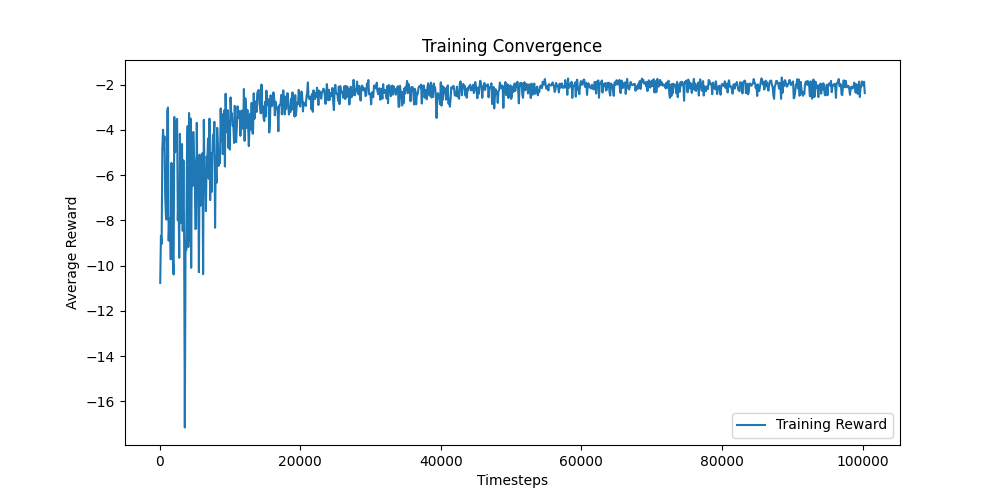 Training Convergence
Average Reward
−2
−4
−6
−8
−10
−12
−14
−16
0 20000 40000 60000 80000 100000
Timesteps
Training Reward